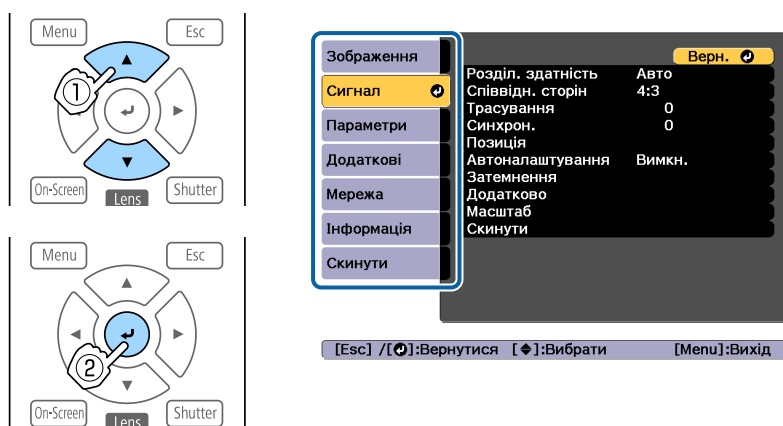 Menu
Esc
1
On-Screen
Lens
Shutter
Menu
Esc
2
On-Screen
Lens
Shutter
Зображення
Сигнал
Параметри
Додаткові
Мережа
Інформація
Скинути
Верн.
Розділ. здатність Авто
Співвідн. сторін 4:3
Трасування 0
Синхрон. 0
Позиція
Автоналаштування Вимкн.
Затемнення
Додатково
Масштаб
Скинути
[Esc] /[⏎]:Вернутися [◆]:Вибрати [Menu]:Вихід